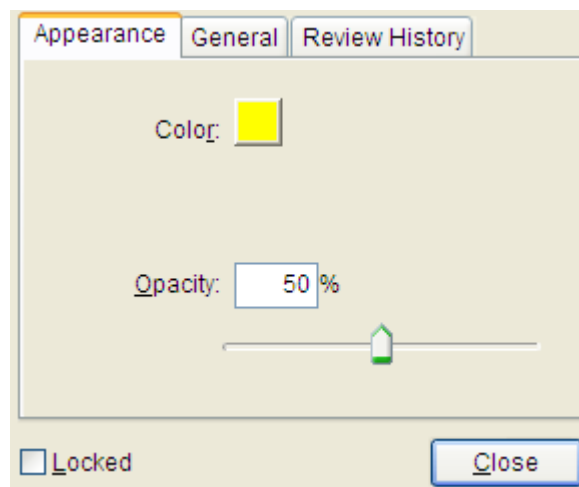 Appearance General Review History
Color:
Opacity: 50 %
Locked Close